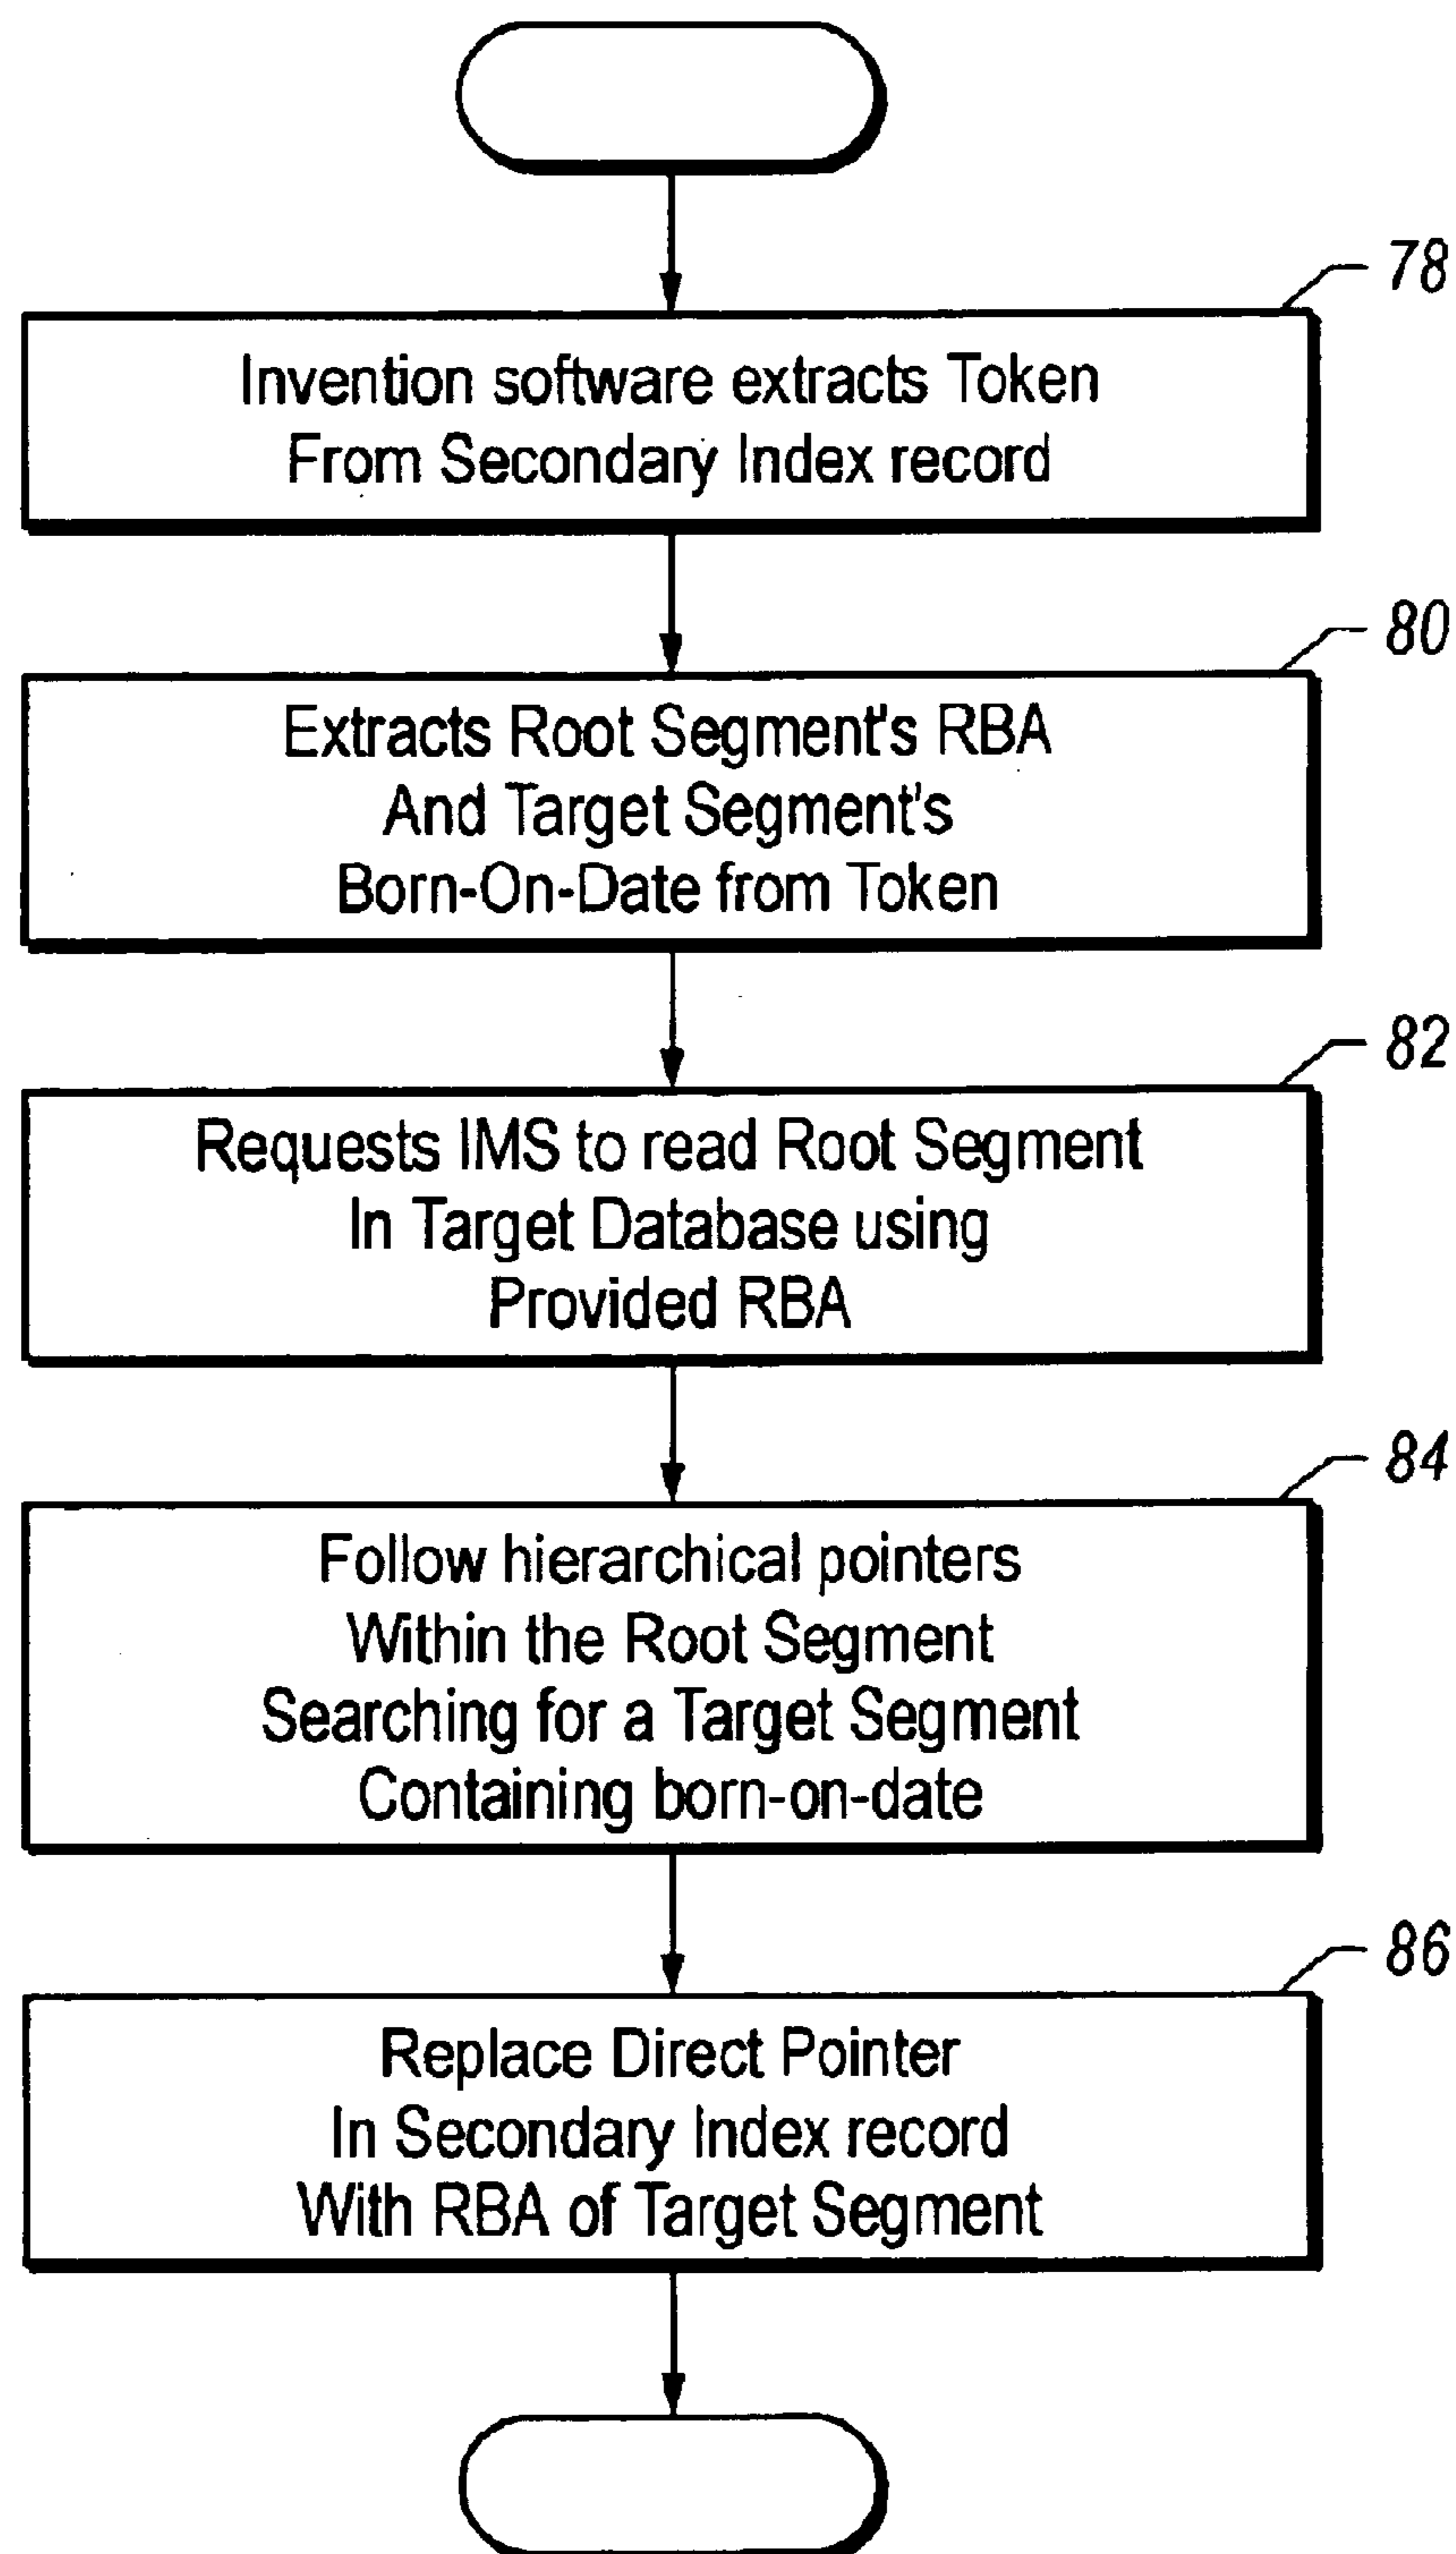 78
Invention software extracts Token
From Secondary Index record
80
Extracts Root Segment's RBA
And Target Segment's
Born-On-Date from Token
82
Requests IMS to read Root Segment
In Target Database using
Provided RBA
84
Follow hierarchical pointers
Within the Root Segment
Searching for a Target Segment
Containing born-on-date
86
Replace Direct Pointer
In Secondary Index record
With RBA of Target Segment